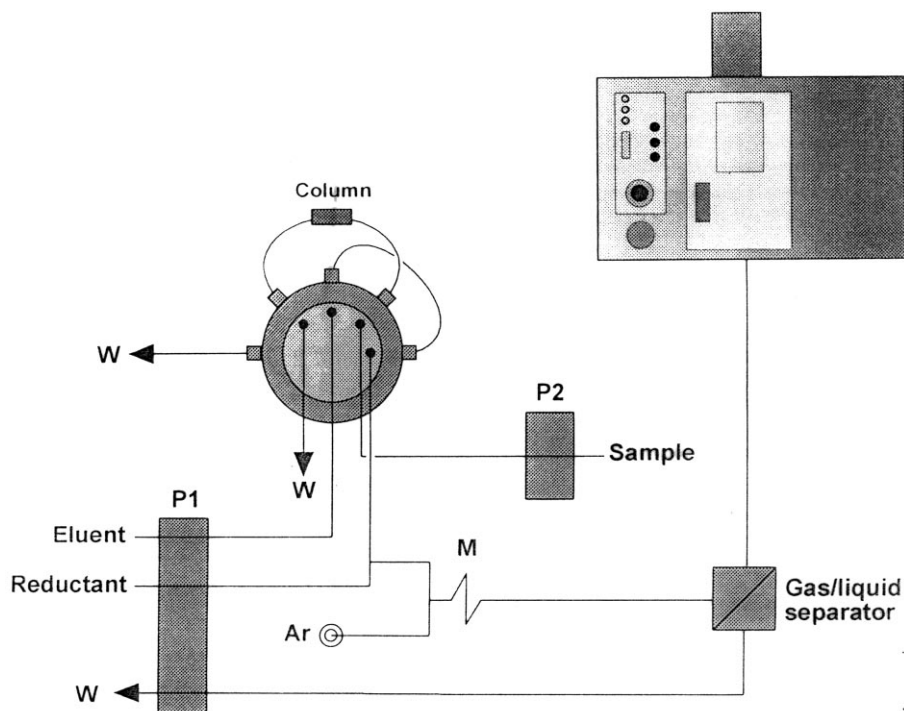 Column
W
P2
Sample
W
P1
Eluent
Reductant
M
Ar
Gas/liquid
separator
W